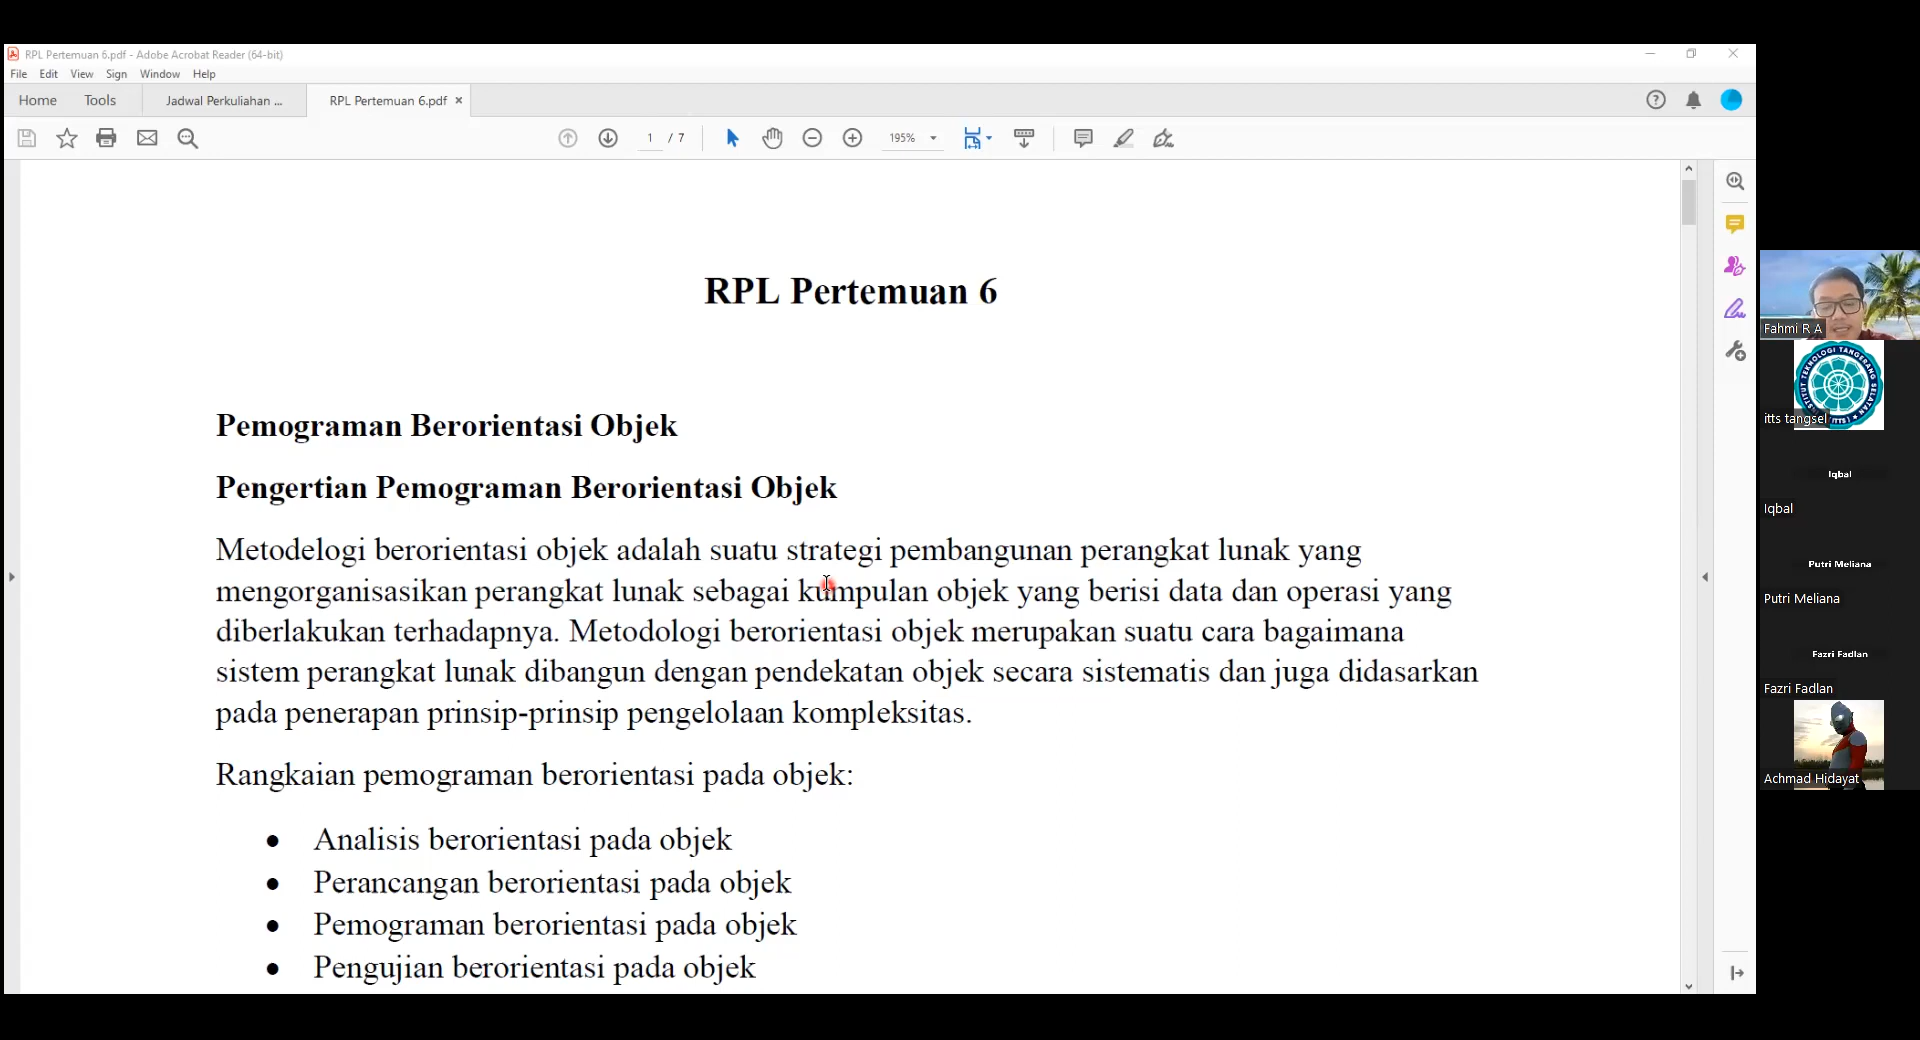 RPL Pertemuan 6.pdf - Adobe Acrobat Reader (64-bit)
File Edit View Sign Window Help
Home Tools Jadwal Perkuliahan ... RPL Pertemuan 6.pdf ×
1 / 7 195%
RPL Pertemuan 6
Pemograman Berorientasi Objek
Pengertian Pemograman Berorientasi Objek
Metodelogi berorientasi objek adalah suatu strategi pembangunan perangkat lunak yang
mengorganisasikan perangkat lunak sebagai kumpulan objek yang berisi data dan operasi yang
diberlakukan terhadapnya. Metodologi berorientasi objek merupakan suatu cara bagaimana
sistem perangkat lunak dibangun dengan pendekatan objek secara sistematis dan juga didasarkan
pada penerapan prinsip-prinsip pengelolaan kompleksitas.
Rangkaian pemograman berorientasi pada objek:
• Analisis berorientasi pada objek
• Perancangan berorientasi pada objek
• Pemograman berorientasi pada objek
• Pengujian berorientasi pada objek
Fahmi R A
INSTITUT TEKNOLOGI TANGERANG SELATAN
(ITTS)
itts tangsel
Iqbal
Iqbal
Putri Meliana
Putri Meliana
Fazri Fadlan
Fazri Fadlan
Achmad Hidayat